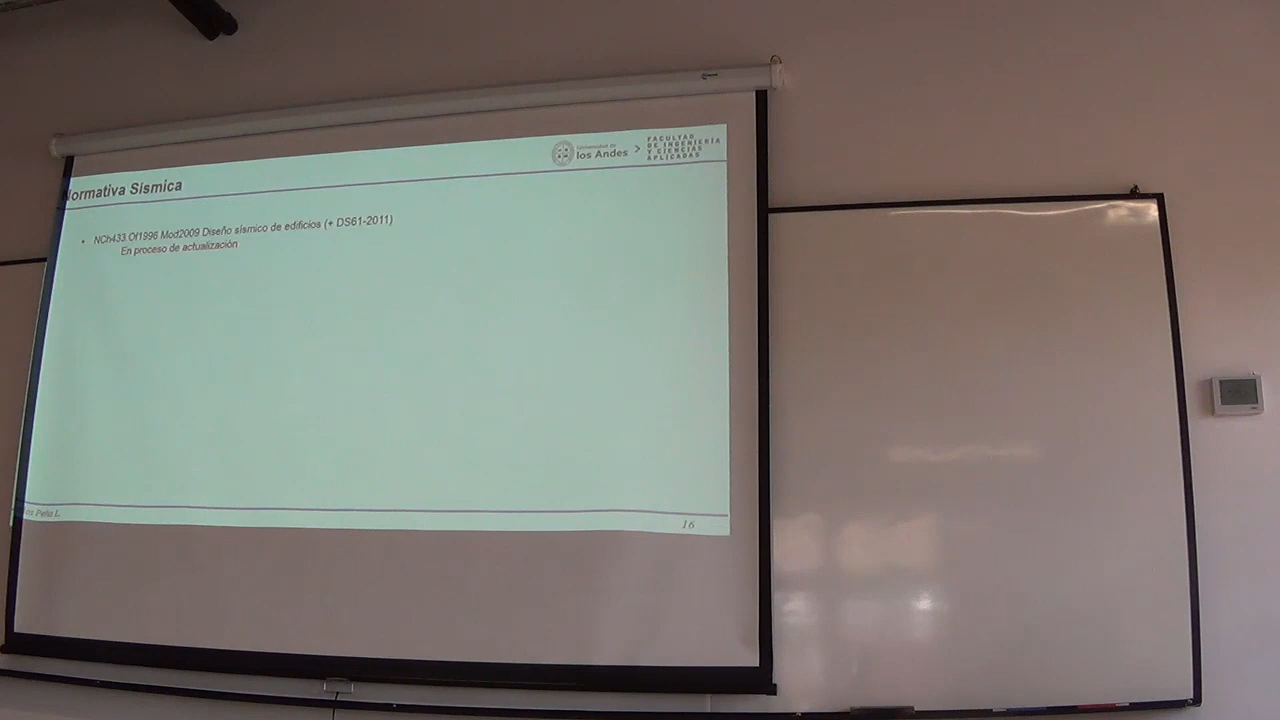 Universidad de
los Andes >
FACULTAD
DE INGENIERÍA
Y CIENCIAS
APLICADAS
Normativa Sísmica
• NCh433 Of1996 Mod2009 Diseño sísmico de edificios (+ DS61-2011)
En proceso de actualización
Peña L.
16